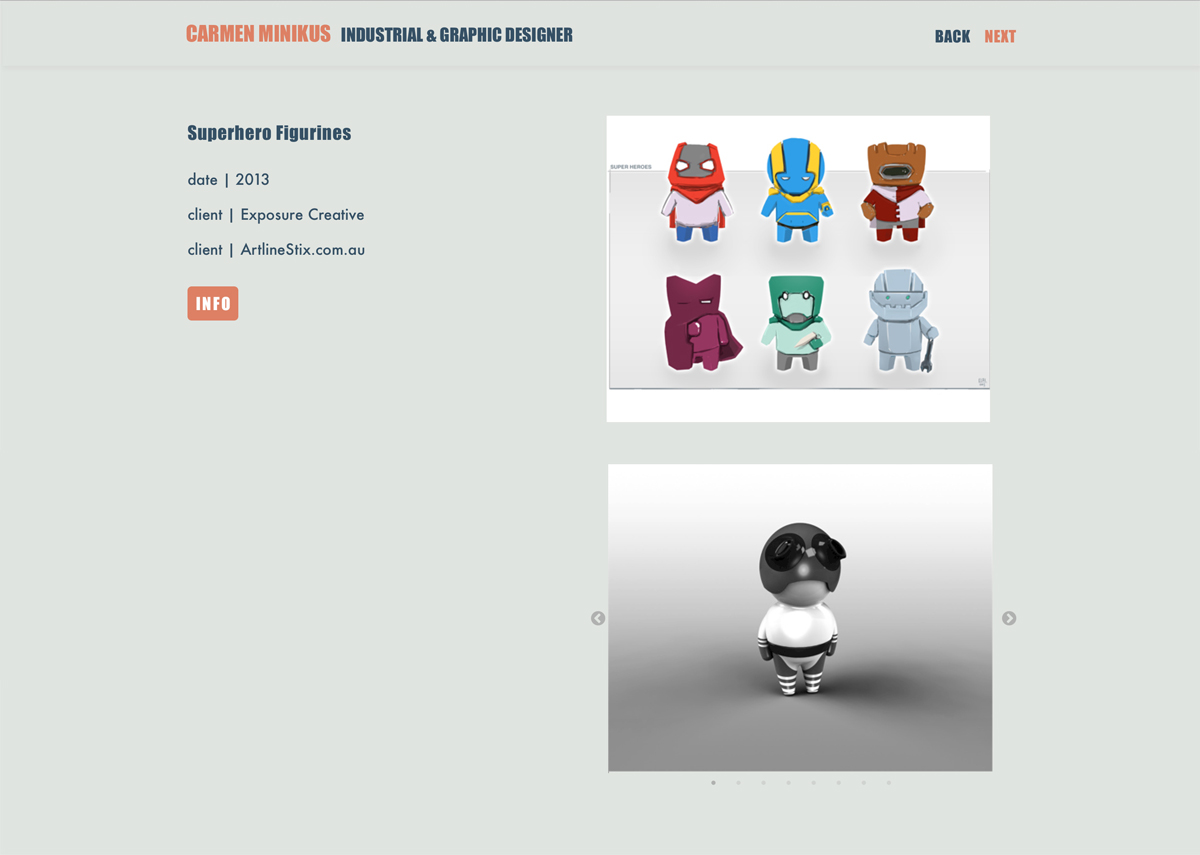 CARMEN MINIKUS INDUSTRIAL & GRAPHIC DESIGNER
BACK NEXT
Superhero Figurines
date | 2013
client | Exposure Creative
client | ArtlineStix.com.au
INFO
SUPER HEROES